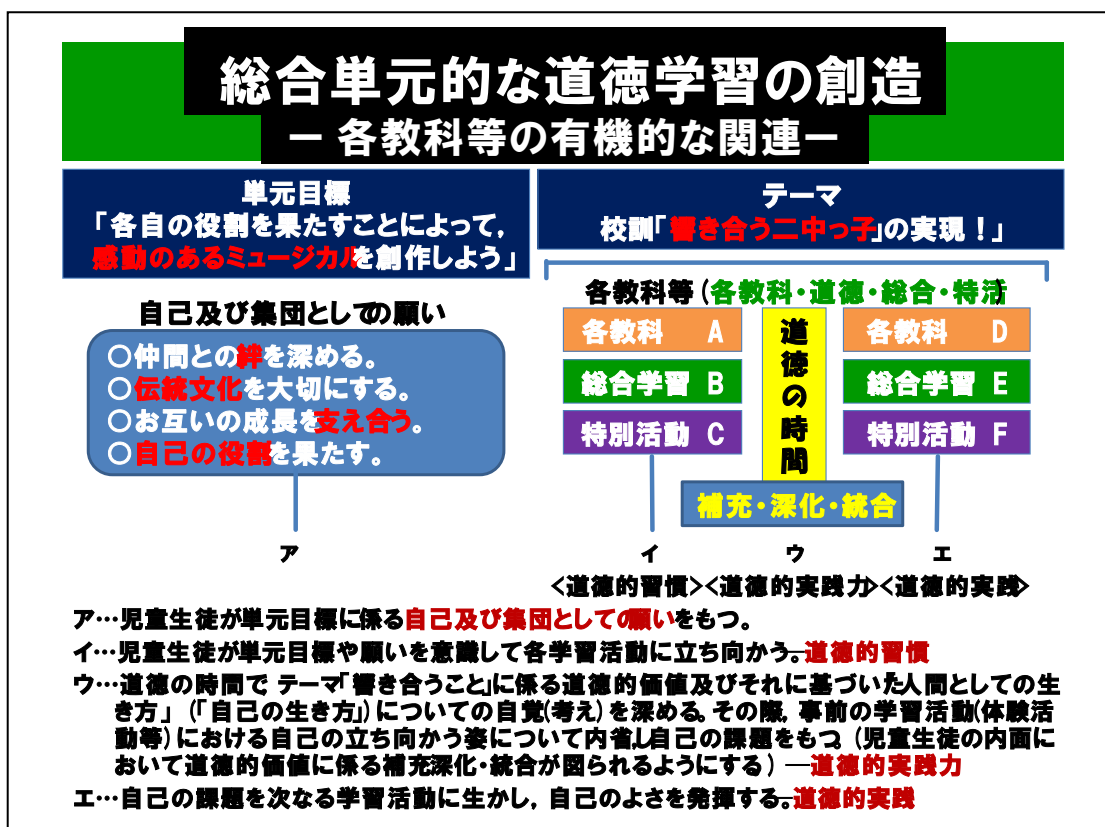 総合単元的な道徳学習の創造
－ 各教科等の有機的な関連－
単元目標
「各自の役割を果たすことによって，
感動のあるミュージカルを創作しよう」
テーマ
校訓「響き合う二中っ子」の実現！」
自己及び集団としての願い
○仲間との絆を深める。
○伝統文化を大切にする。
○お互いの成長を支え合う。
○自己の役割を果たす。
ア
各教科等（各教科・道徳・総合・特活）
各教科 A
総合学習 B
特別活動 C
道徳の時間
各教科 D
総合学習 E
特別活動 F
補充・深化・統合
イ ウ エ
<道徳的習慣><道徳的実践力><道徳的実践>
ア…児童生徒が単元目標に係る自己及び集団としての願いをもつ。
イ…児童生徒が単元目標や願いを意識して各学習活動に立ち向かう。―道徳的習慣
ウ…道徳の時間で テーマ「響き合うこと」に係る道徳的価値及びそれに基づいた人間としての生
き方」（「自己の生き方」）についての自覚（考え）を深める。その際，事前の学習活動（体験活
動等）における自己の立ち向かう姿について内省し自己の課題をもつ。（児童生徒の内面に
おいて道徳的価値に係る補充深化・統合が図られるようにする） ―道徳的実践力
エ…自己の課題を次なる学習活動に生かし，自己のよさを発揮する―道徳的実践